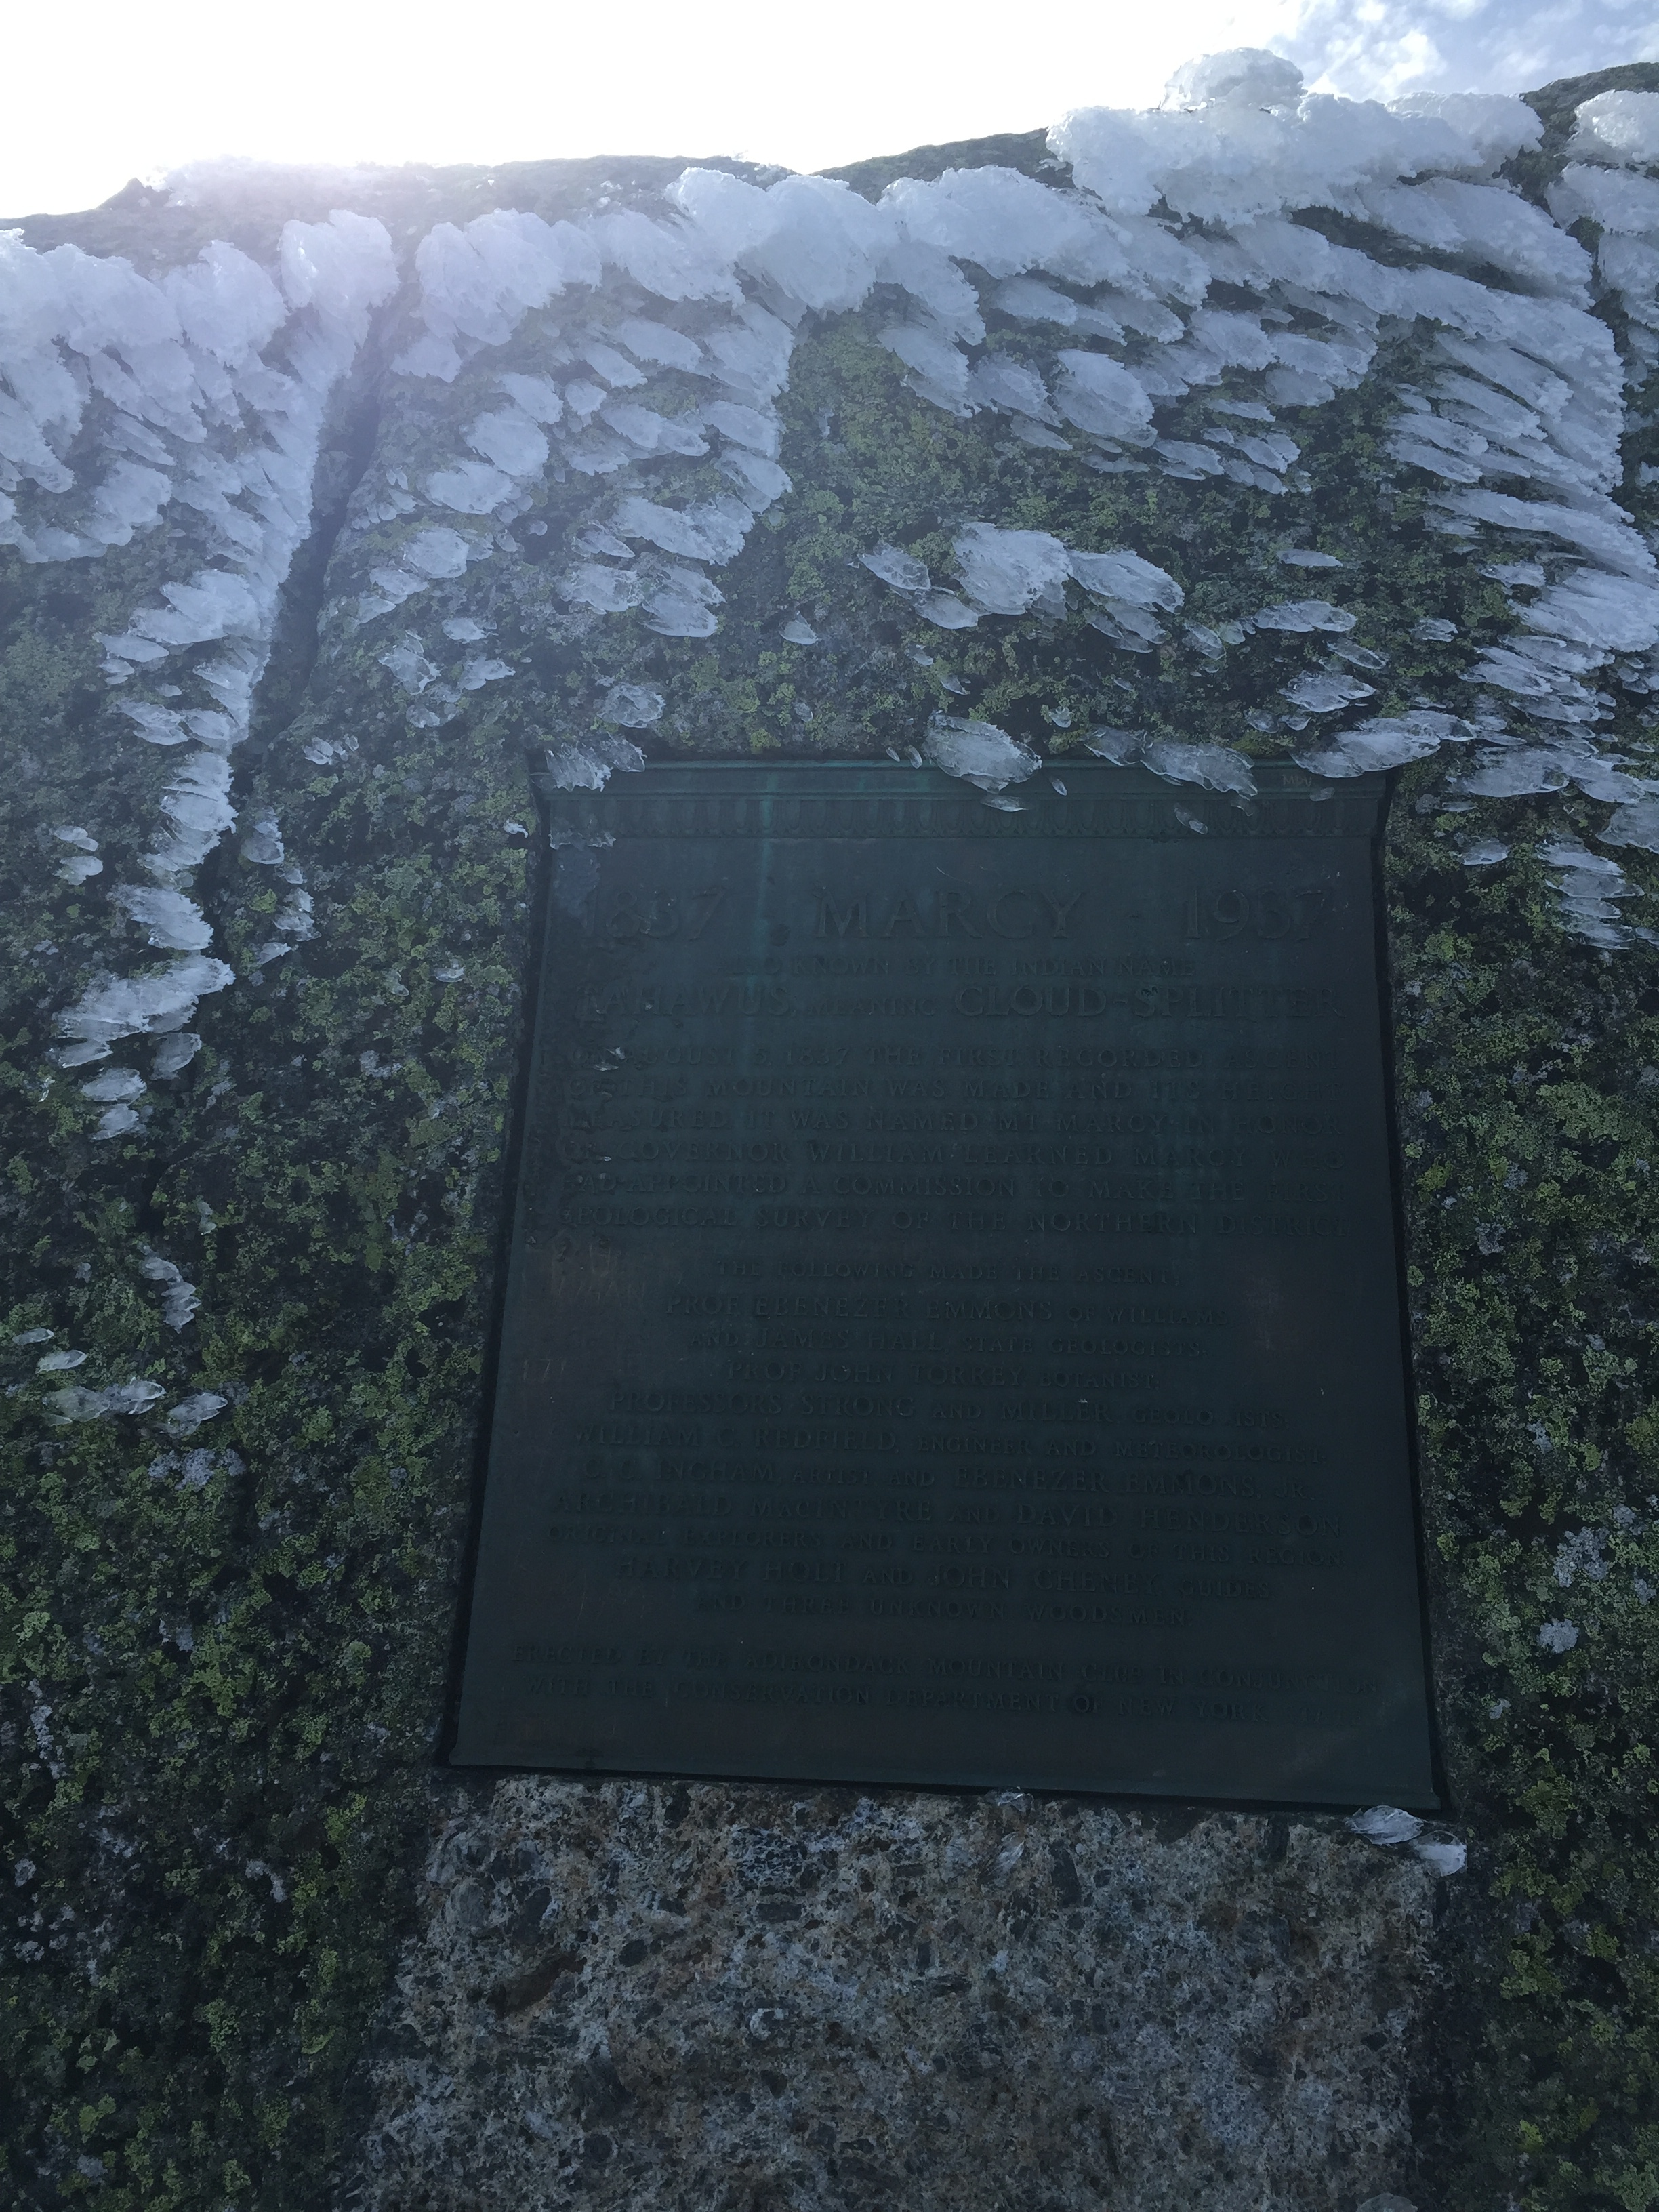 1837 · MARCY · 1937
ALSO KNOWN BY THE INDIAN NAME
TAHAWUS, MEANING CLOUD-SPLITTER
ON AUGUST 5, 1837 THE FIRST RECORDED ASCENT
OF THIS MOUNTAIN WAS MADE AND ITS HEIGHT
MEASURED IT WAS NAMED MT MARCY IN HONOR
OF GOVERNOR WILLIAM LEARNED MARCY WHO
HAD APPOINTED A COMMISSION TO MAKE THE FIRST
GEOLOGICAL SURVEY OF THE NORTHERN DISTRICT
THE FOLLOWING MADE THE ASCENT,
PROF. EBENEZER EMMONS OF WILLIAMS,
AND JAMES HALL, STATE GEOLOGISTS.
PROF JOHN TORREY, BOTANIST;
PROFESSORS STRONG AND MILLER, GEOLOGISTS.
WILLIAM C. REDFIELD, ENGINEER AND METEOROLOGIST.
C. C. INGHAM, ARTIST AND EBENEZER EMMONS, JR.
ARCHIBALD MACINTYRE AND DAVID HENDERSON
ORIGINAL EXPLORERS AND EARLY OWNERS OF THIS REGION
HARVEY HOLT AND JOHN CHENEY, GUIDES
AND THREE UNKNOWN WOODSMEN.
ERECTED BY THE ADIRONDACK MOUNTAIN CLUB IN CONJUNCTION
WITH THE CONSERVATION DEPARTMENT OF NEW YORK STATE